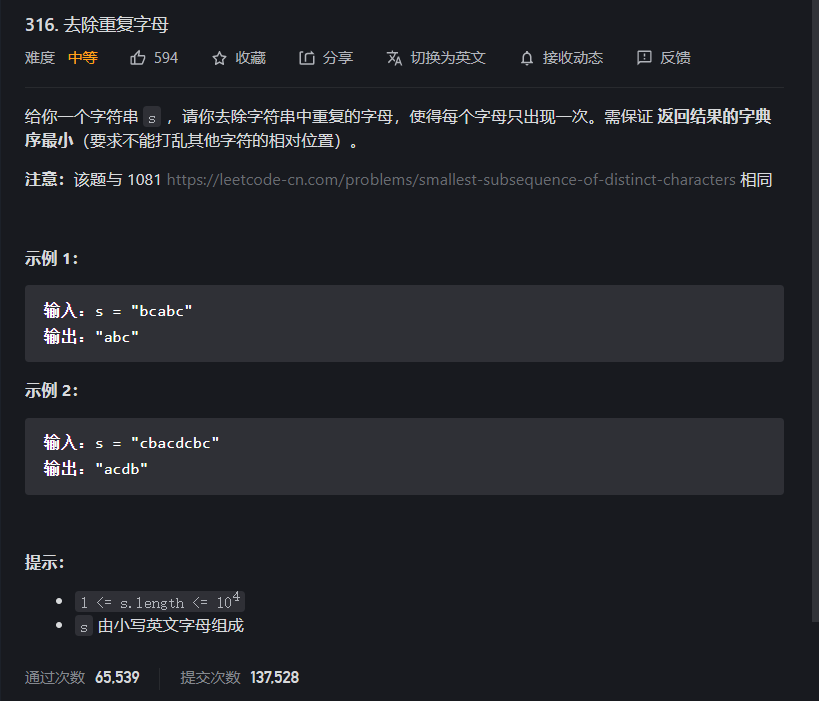 316. 去除重复字母
难度 中等 594 收藏 分享 切换为英文 接收动态 反馈
给你一个字符串 s ，请你去除字符串中重复的字母，使得每个字母只出现一次。需保证 返回结果的字典
序最小（要求不能打乱其他字符的相对位置）。
注意：该题与 1081 https://leetcode-cn.com/problems/smallest-subsequence-of-distinct-characters 相同
示例 1：
输入：s = "bcabc"
输出："abc"
示例 2：
输入：s = "cbacdcbc"
输出："acdb"
提示：
• 1 <= s.length <= 10⁴
• s 由小写英文字母组成
通过次数 65,539 提交次数 137,528